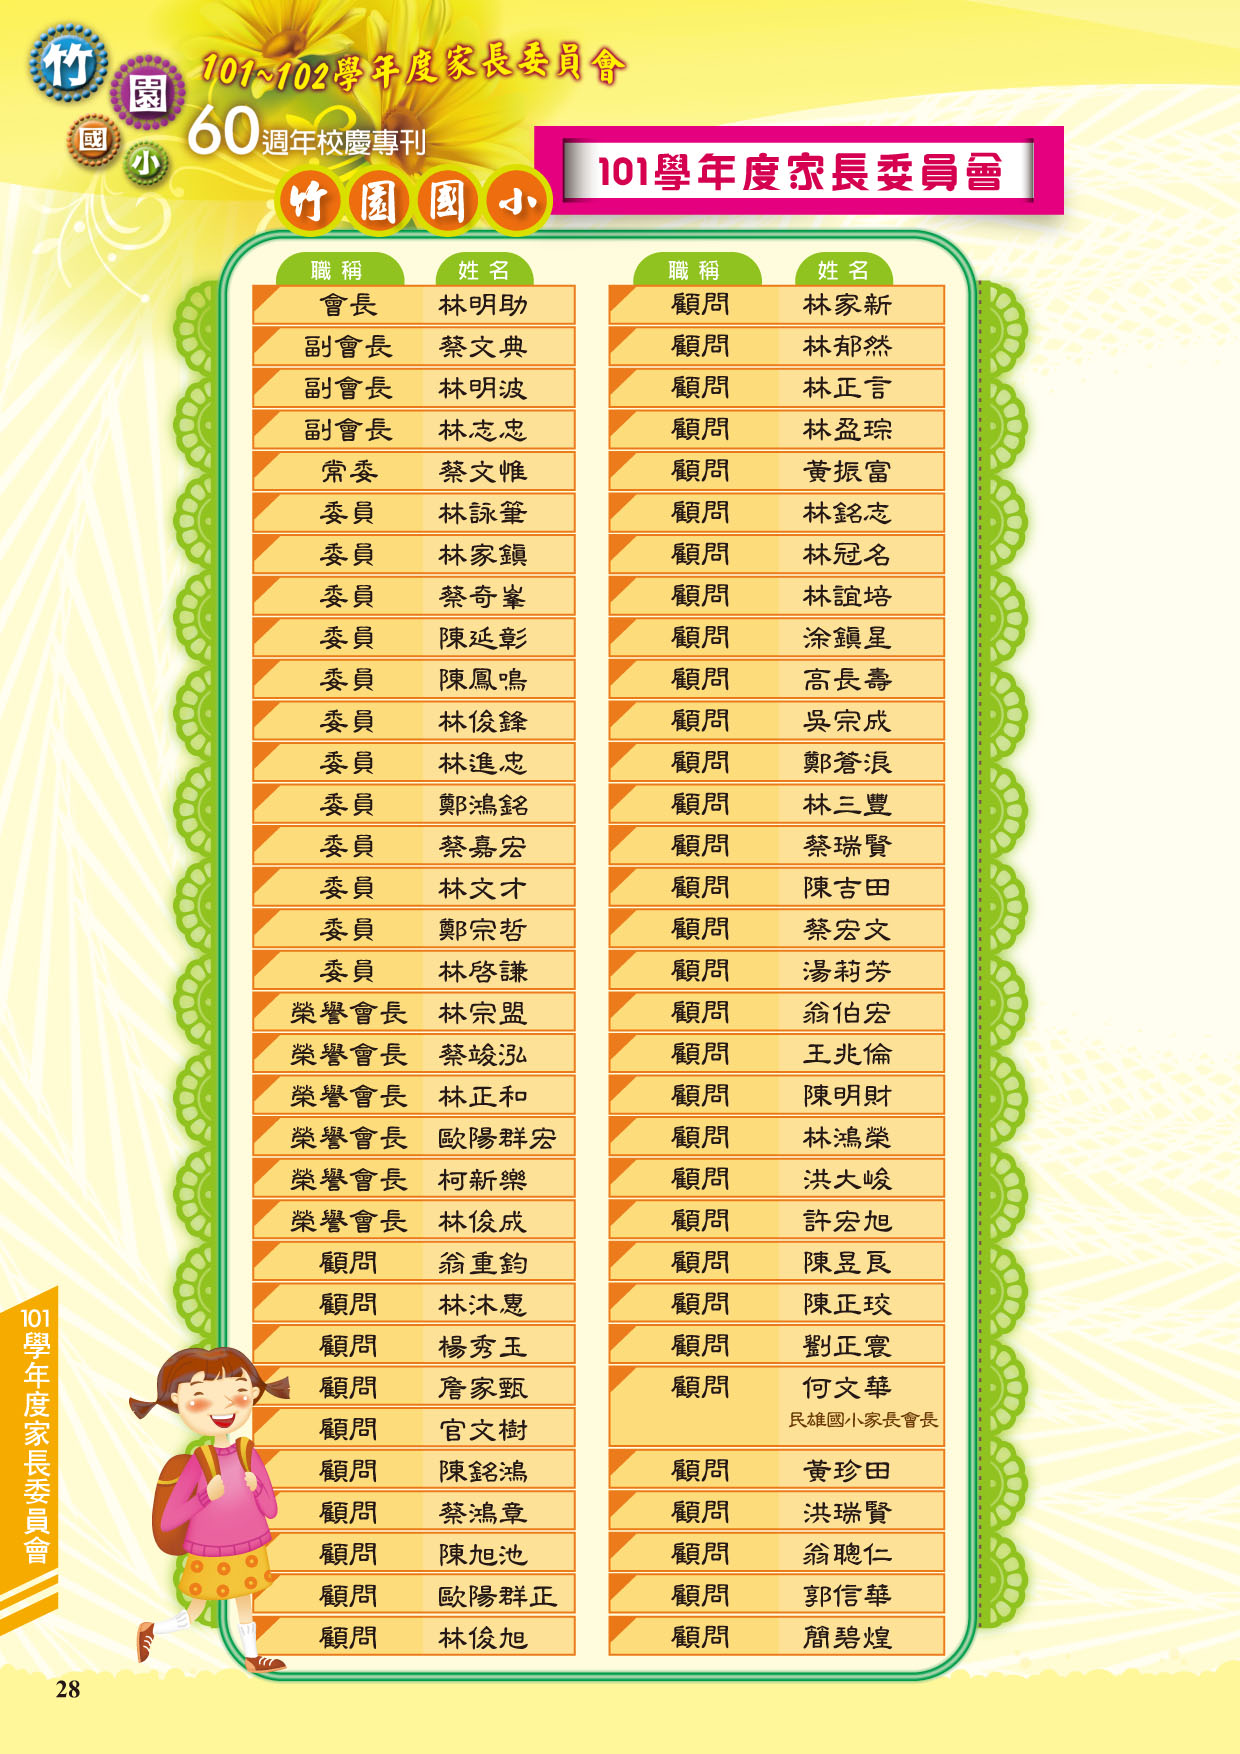 竹園國小
101~102學年度家長委員會
60週年校慶專刊
竹園國小
101學年度家長委員會
職稱 姓名
會長 林明助
副會長 蔡文典
副會長 林明波
副會長 林志忠
常委 蔡文惟
委員 林詠筆
委員 林家鎮
委員 蔡奇峯
委員 陳延彰
委員 陳鳳鳴
委員 林俊鋒
委員 林進忠
委員 鄭鴻銘
委員 蔡嘉宏
委員 林文才
委員 鄭宗哲
委員 林啓謙
榮譽會長 林宗盟
榮譽會長 蔡竣泓
榮譽會長 林正和
榮譽會長 歐陽群宏
榮譽會長 柯新樂
榮譽會長 林俊成
顧問 翁重鈞
顧問 林沐惠
顧問 楊秀玉
顧問 詹家甄
顧問 官文樹
顧問 陳銘鴻
顧問 蔡鴻章
顧問 陳旭池
顧問 歐陽群正
顧問 林俊旭
職稱 姓名
顧問 林家新
顧問 林郁然
顧問 林正言
顧問 林盈琮
顧問 黃振富
顧問 林銘志
顧問 林冠名
顧問 林誼培
顧問 涂鎮星
顧問 高長壽
顧問 吳宗成
顧問 鄭蒼浪
顧問 林三豐
顧問 蔡瑞賢
顧問 陳吉田
顧問 蔡宏文
顧問 湯莉芳
顧問 翁伯宏
顧問 王兆倫
顧問 陳明財
顧問 林鴻榮
顧問 洪大峻
顧問 許宏旭
顧問 陳昱良
顧問 陳正玟
顧問 劉正寰
顧問 何文華
民雄國小家長會長
顧問 黃珍田
顧問 洪瑞賢
顧問 翁聰仁
顧問 郭信華
顧問 簡碧煌
101學年度家長委員會
28